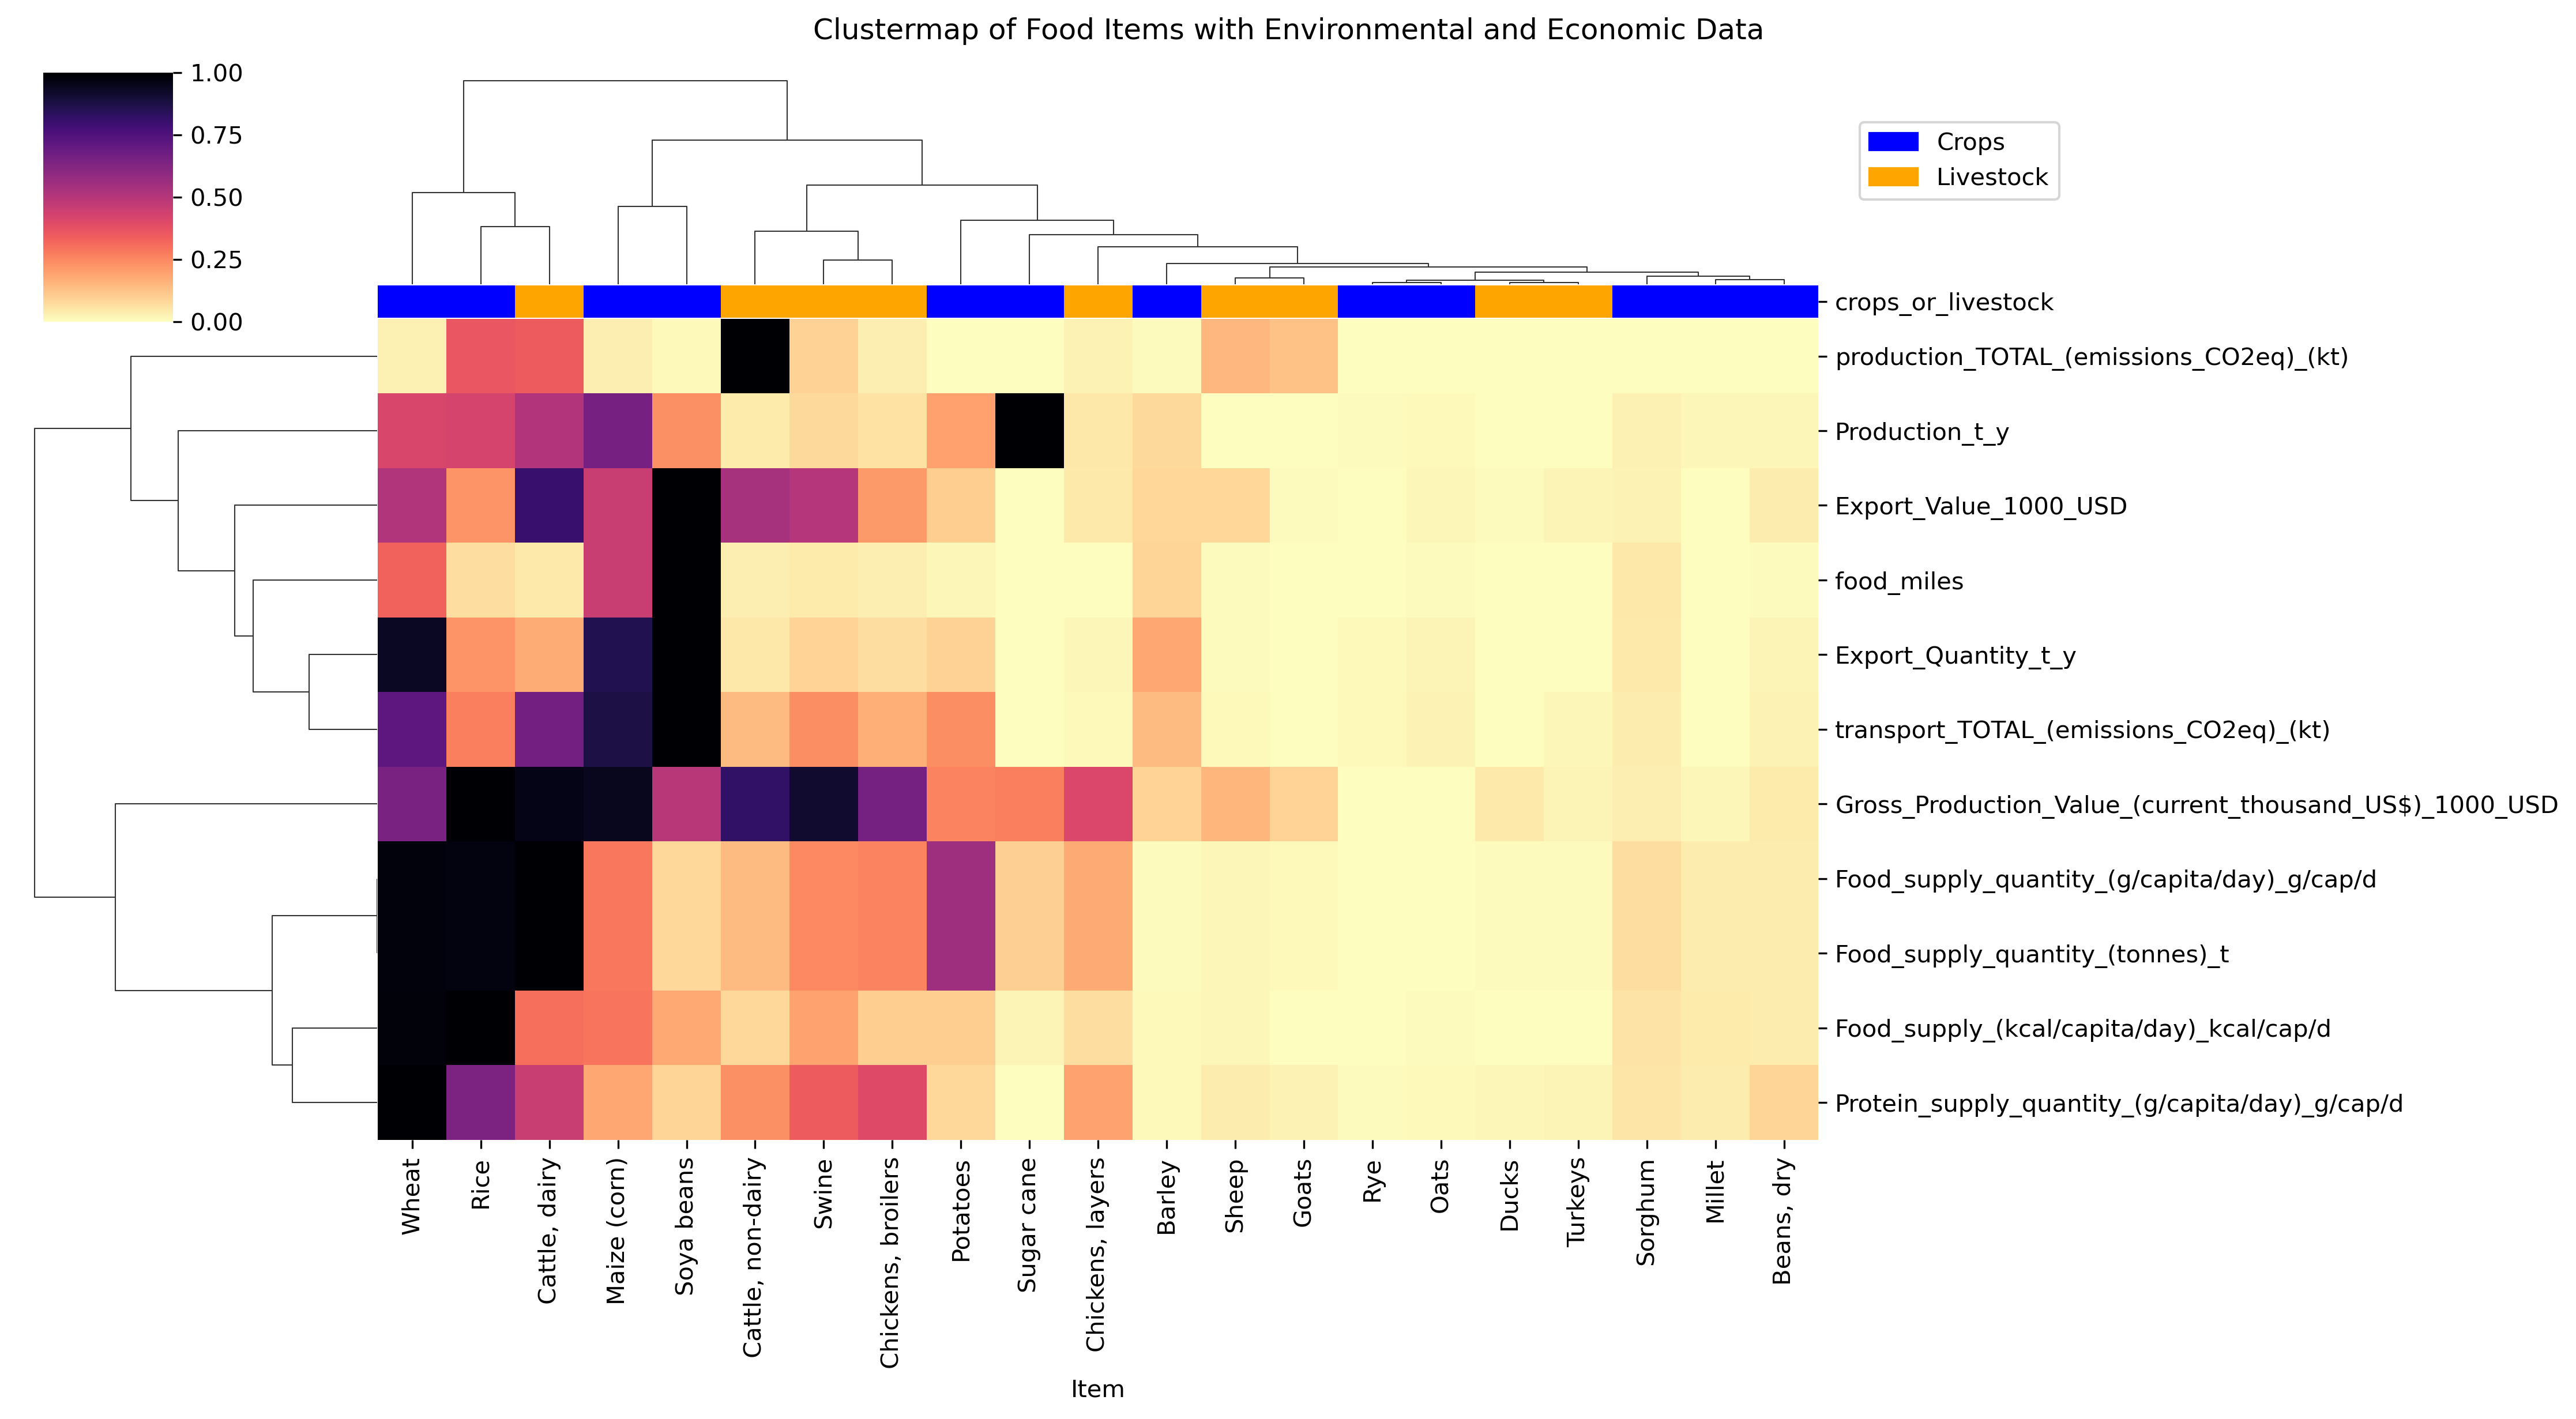 Clustermap of Food Items with Environmental and Economic Data
1.00
0.75
0.50
0.25
0.00
Crops
Livestock
crops_or_livestock
production_TOTAL_(emissions_CO2eq)_(kt)
Production_t_y
Export_Value_1000_USD
food_miles
Export_Quantity_t_y
transport_TOTAL_(emissions_CO2eq)_(kt)
Gross_Production_Value_(current_thousand_US$)_1000_USD
Food_supply_quantity_(g/capita/day)_g/cap/d
Food_supply_quantity_(tonnes)_t
Food_supply_(kcal/capita/day)_kcal/cap/d
Protein_supply_quantity_(g/capita/day)_g/cap/d
Wheat
Rice
Cattle, dairy
Maize (corn)
Soya beans
Cattle, non-dairy
Swine
Chickens, broilers
Potatoes
Sugar cane
Chickens, layers
Barley
Sheep
Goats
Rye
Oats
Ducks
Turkeys
Sorghum
Millet
Beans, dry
Item